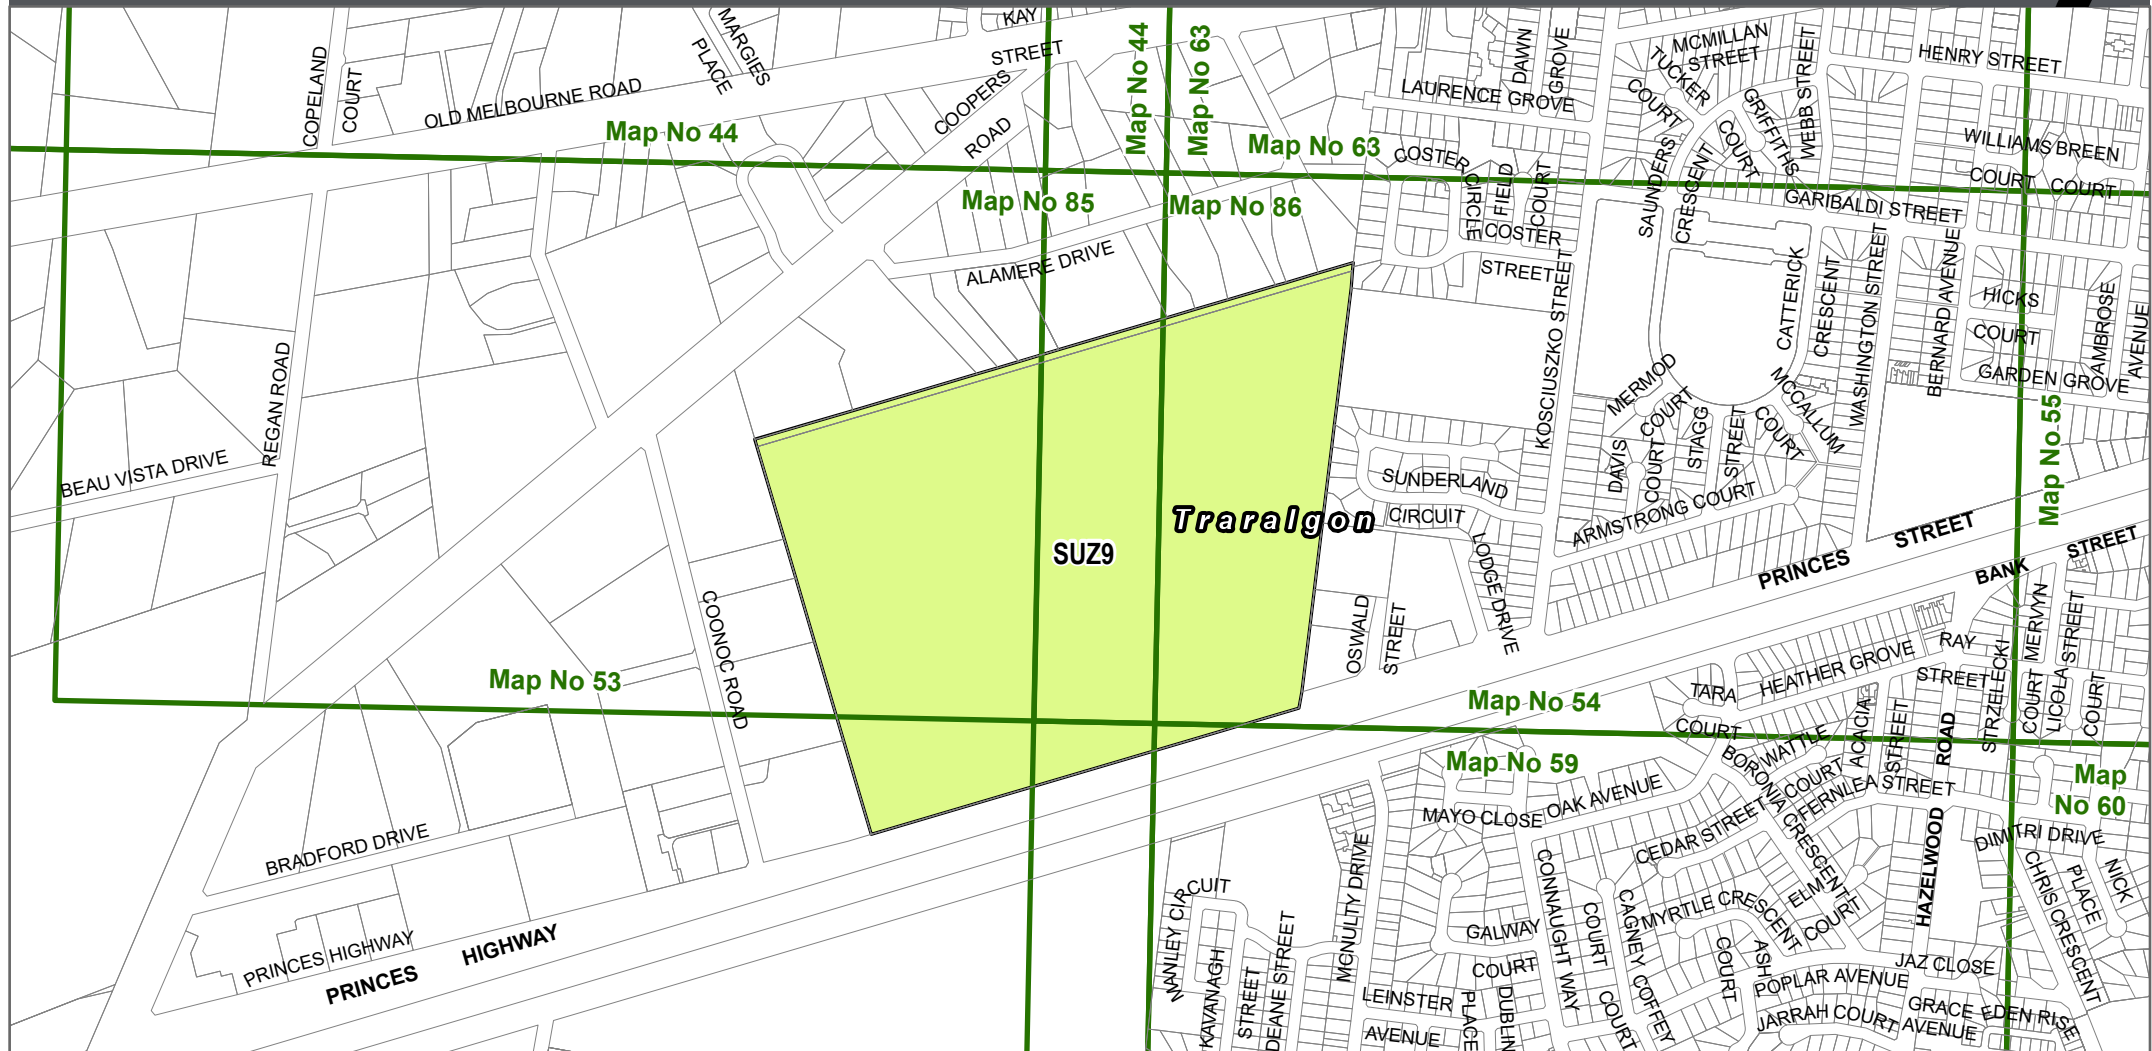 KAY
STREET
MARGIES
PLACE
COPELAND
COURT
OLD MELBOURNE ROAD
COOPERS
ROAD
Map No 44
Map No 44
Map No 63
Map No 63
Map No 85
Map No 86
ALAMERE DRIVE
DAWN
GROVE
LAURENCE GROVE
MCMILLAN
STREET
TUCKER
COURT
GRIFFITHS
COURT
WEBB STREET
HENRY STREET
WILLIAMS BREEN
COURT COURT
COSTER
CIRCLE
FIELD
COURT
COSTER
STREET
SAUNDERS
CRESCENT
GARIBALDI STREET
KOSCIUSZKO STREET
CATTERICK
CRESCENT
WASHINGTON STREET
BERNARD AVENUE
HICKS
COURT
AMBROSE
AVENUE
GARDEN GROVE
REGAN ROAD
BEAU VISTA DRIVE
MERMOD
COURT
MCCALLUM
COURT
DAVIS
COURT
STAGG
STREET
Map No 55
SUNDERLAND
CIRCUIT
ARMSTRONG COURT
Traralgon
SUZ9
LODGE DRIVE
PRINCES
STREET
BANK
STREET
OSWALD
STREET
COONOC ROAD
Map No 53
Map No 54
Map No 59
Map
No 60
HEATHER GROVE
TARA
COURT
RAY
STREET
STRZELECKI
COURT
MERVYN
LICOLA
STREET
COURT
WATTLE
COURT
ACACIA
STREET
BORONIA CRESCENT
FERNLEA STREET
HAZELWOOD
ROAD
OAK AVENUE
MAYO CLOSE
CEDAR STREET
DIMITRI DRIVE
CHRIS CRESCENT
PLACE
NICK
BRADFORD DRIVE
PRINCES HIGHWAY
PRINCES
HIGHWAY
MANLEY CIRCUIT
KAVANAGH
STREET
DEANE STREET
MCNULTY DRIVE
GALWAY
COURT
LEINSTER
AVENUE
PLACE
DUBLIN
CONNAUGHT WAY
COURT
CAGNEY
COURT
COFFEY
MYRTLE CRESCENT
ELM
COURT
COURT
ASH
POPLAR AVENUE
JAZ CLOSE
JARRAH COURT
GRACE
AVENUE
EDEN RISE